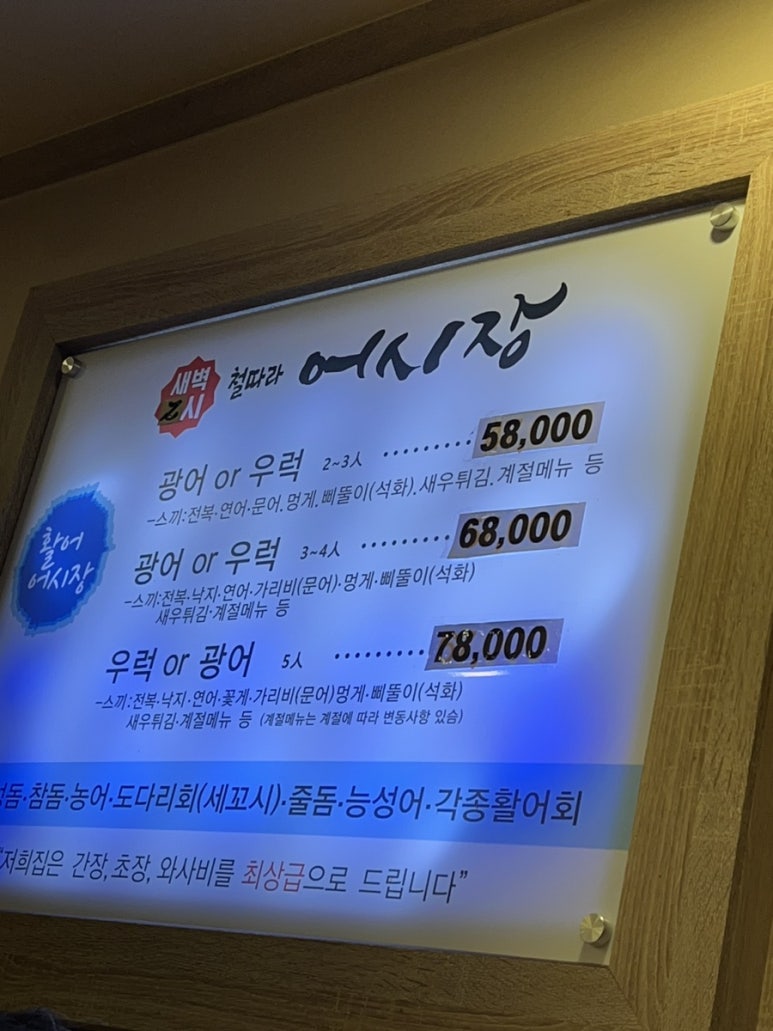 새벽
2시
철따라 어시장
활어
어시장
광어 or 우럭 2~3人 ·········· 58,000
-스끼:전복·연어·문어.멍게.삐뚤이(석화).새우튀김.계절메뉴 등
광어 or 우럭 3~4人 ·········· 68,000
-스끼:전복·낙지·연어·가리비(문어)·멍게·삐뚤이(석화)
새우튀김·계절메뉴 등
우럭 or 광어 5人 ·········· 78,000
-스끼:전복·낙지·연어·꽃게·가리비(문어)멍게·삐뚤이(석화)
새우튀김·계절메뉴 등 (계절메뉴는 계절에 따라 변동사항 있슴)
참돔·농어·도다리회(세꼬시)·줄돔·능성어·각종활어회
"저희집은 간장, 초장, 와사비를 최상급으로 드립니다"